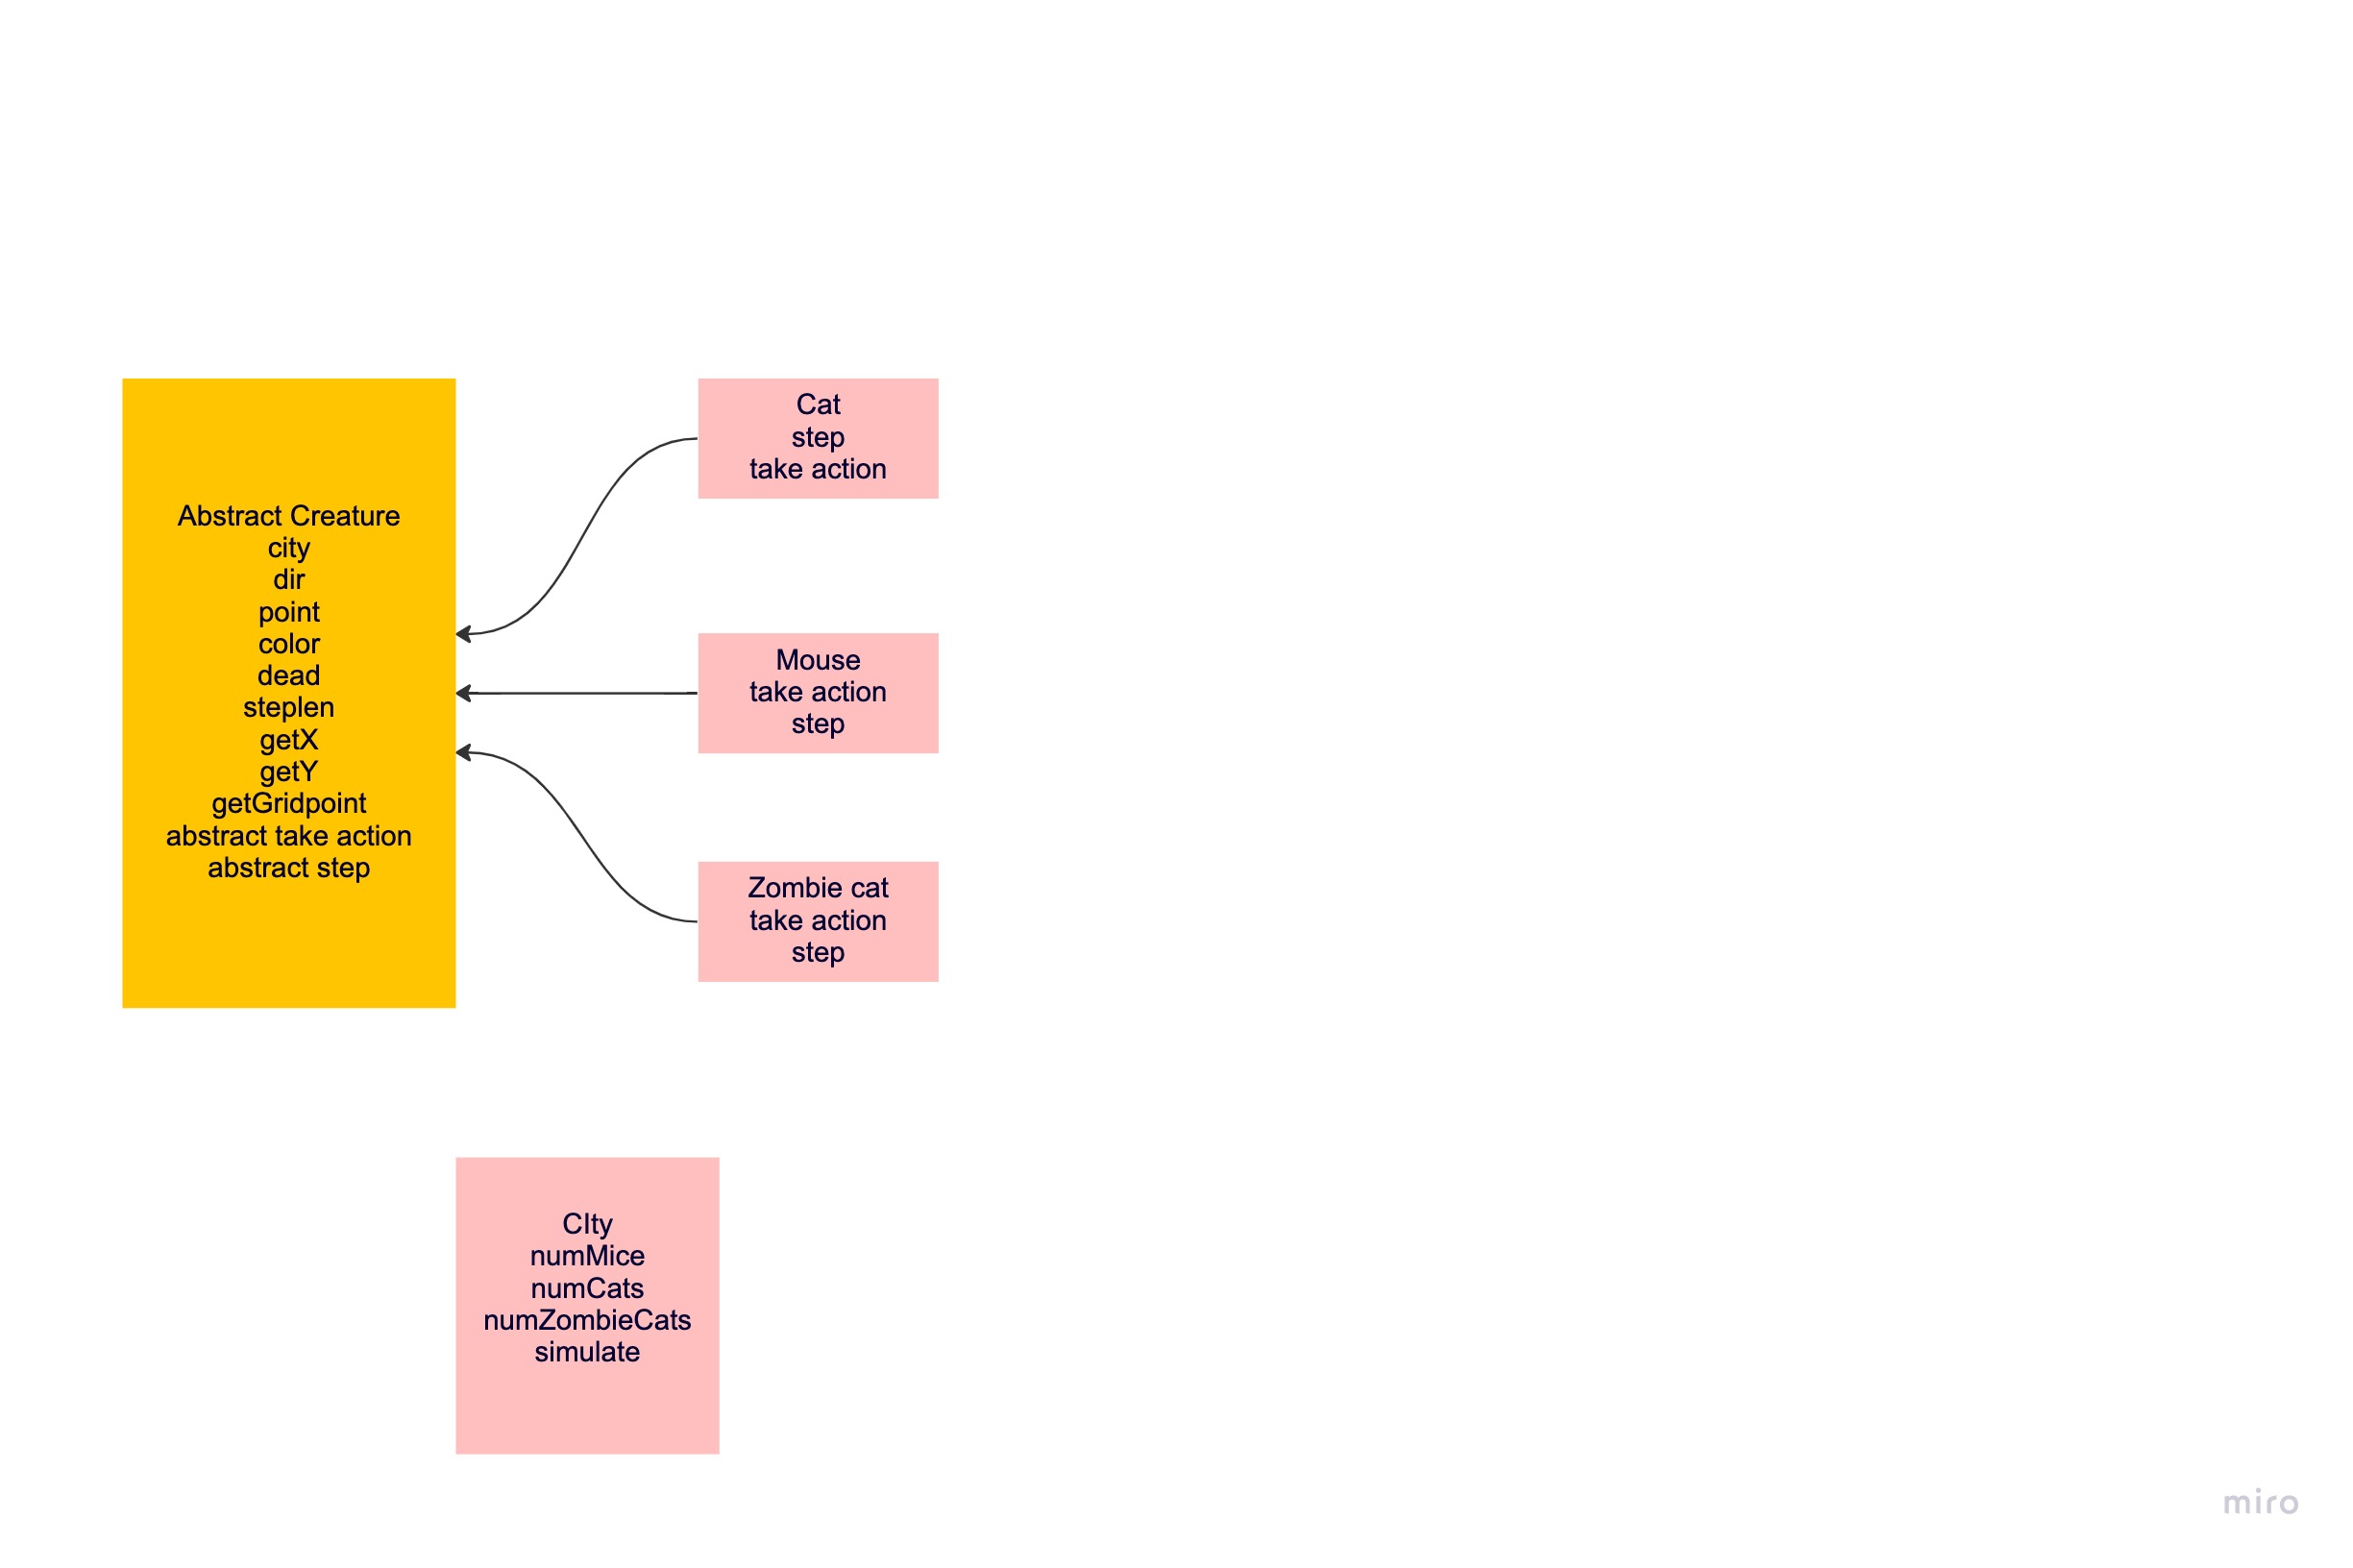 Abstract Creature
city
dir
point
color
dead
steplen
getX
getY
getGridpoint
abstract take action
abstract step
Cat
step
take action
Mouse
take action
step
Zombie cat
take action
step
CIty
numMice
numCats
numZombieCats
simulate
miro